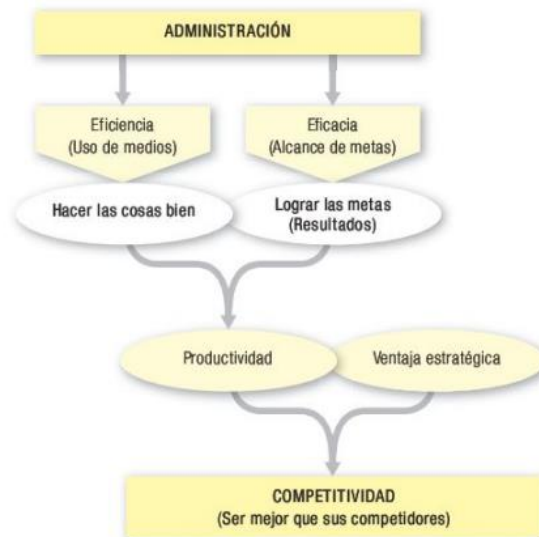 ADMINISTRACIÓN
Eficiencia
(Uso de medios)
Eficacia
(Alcance de metas)
Hacer las cosas bien
Lograr las metas
(Resultados)
Productividad
Ventaja estratégica
COMPETITIVIDAD
(Ser mejor que sus competidores)